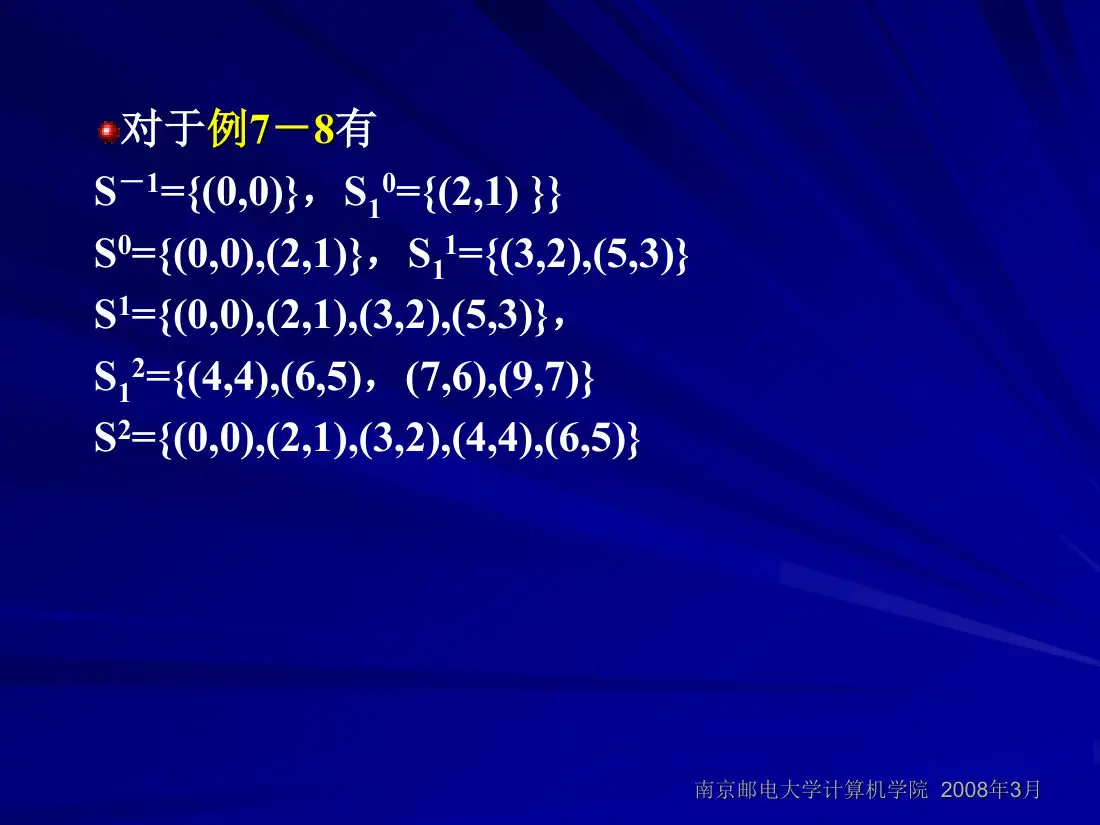 对于例7－8有
S⁻¹={(0,0)}，S₁⁰={(2,1) }}
S⁰={(0,0),(2,1)}，S₁¹={(3,2),(5,3)}
S¹={(0,0),(2,1),(3,2),(5,3)}，
S₁²={(4,4),(6,5)，(7,6),(9,7)}
S²={(0,0),(2,1),(3,2),(4,4),(6,5)}
南京邮电大学计算机学院 2008年3月